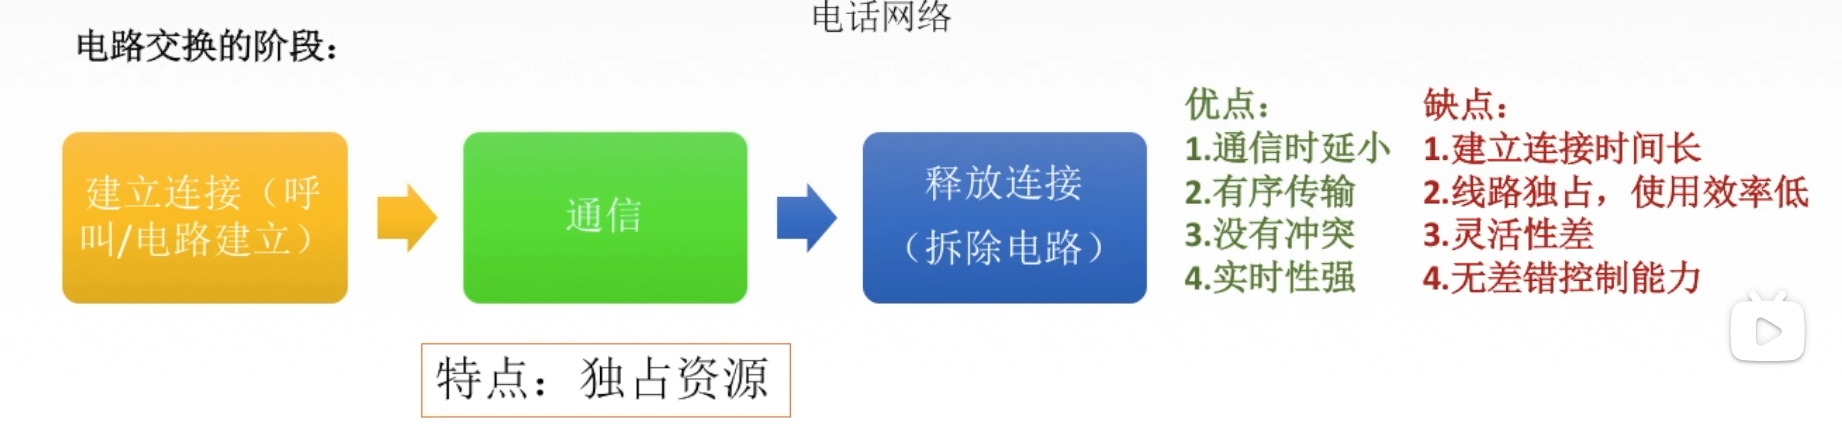 电话网络
电路交换的阶段：
建立连接（呼
叫/电路建立）
通信
释放连接
（拆除电路）
优点：
1.通信时延小
2.有序传输
3.没有冲突
4.实时性强
缺点：
1.建立连接时间长
2.线路独占，使用效率低
3.灵活性差
4.无差错控制能力
特点：独占资源